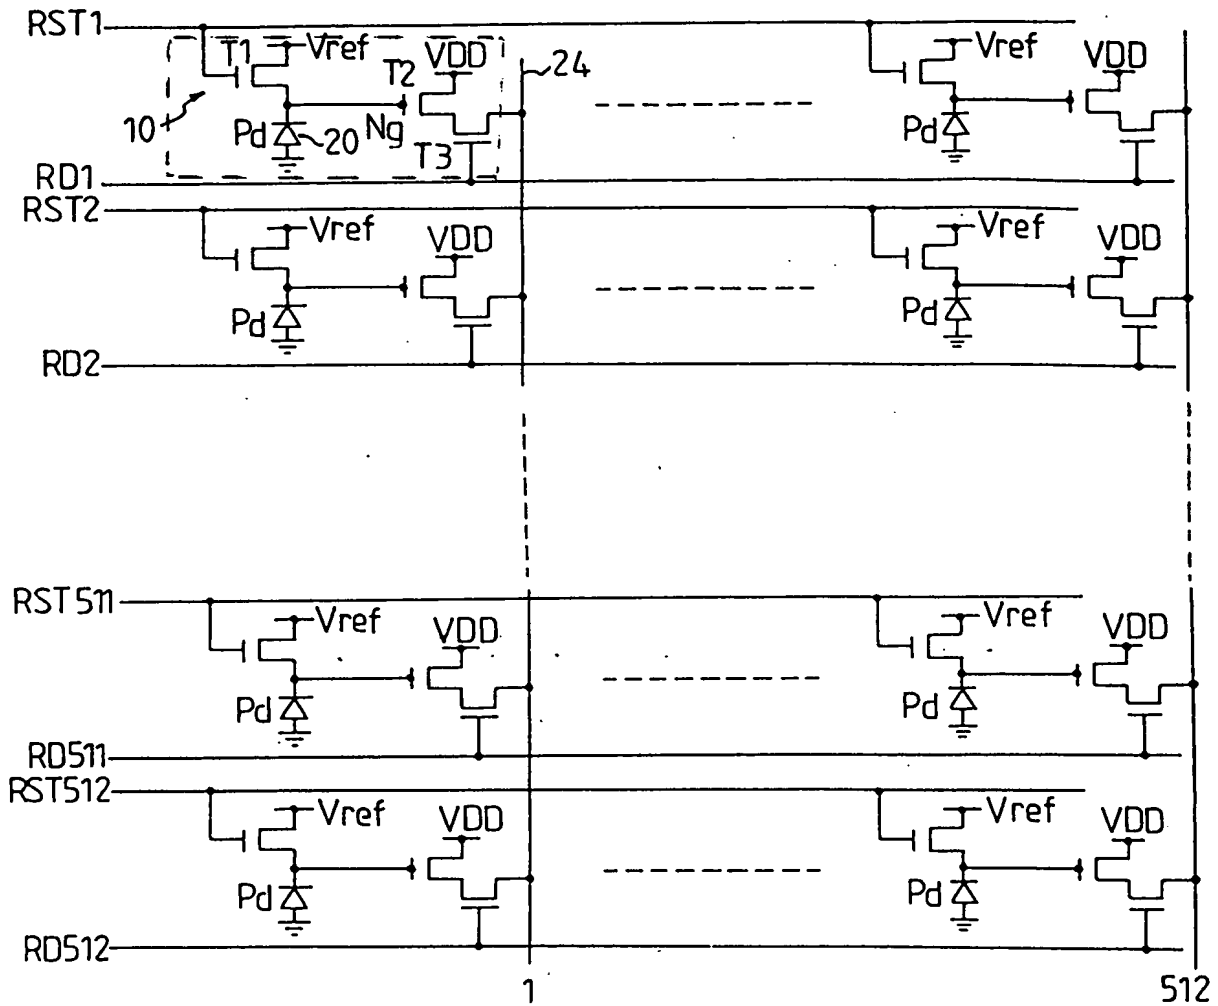 RST1
T1
Vref
T2
VDD
24
Vref
VDD
10
Pd
20
Ng
T3
Pd
RD1
RST2
Vref
VDD
Vref
VDD
Pd
Pd
RD2
RST511
Vref
VDD
Vref
VDD
Pd
Pd
RD511
RST512
Vref
VDD
Vref
VDD
Pd
Pd
RD512
1
512